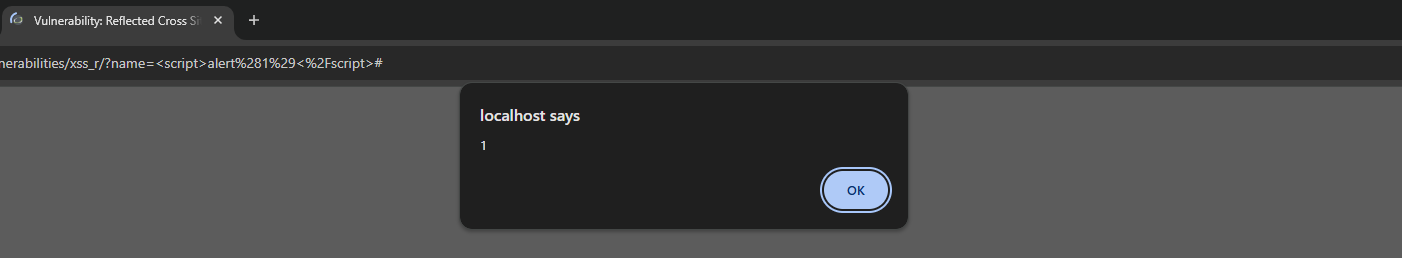 Vulnerability: Reflected Cross Si
nerabilities/xss_r/?name=<script>alert%281%29<%2Fscript>#
localhost says
1
OK